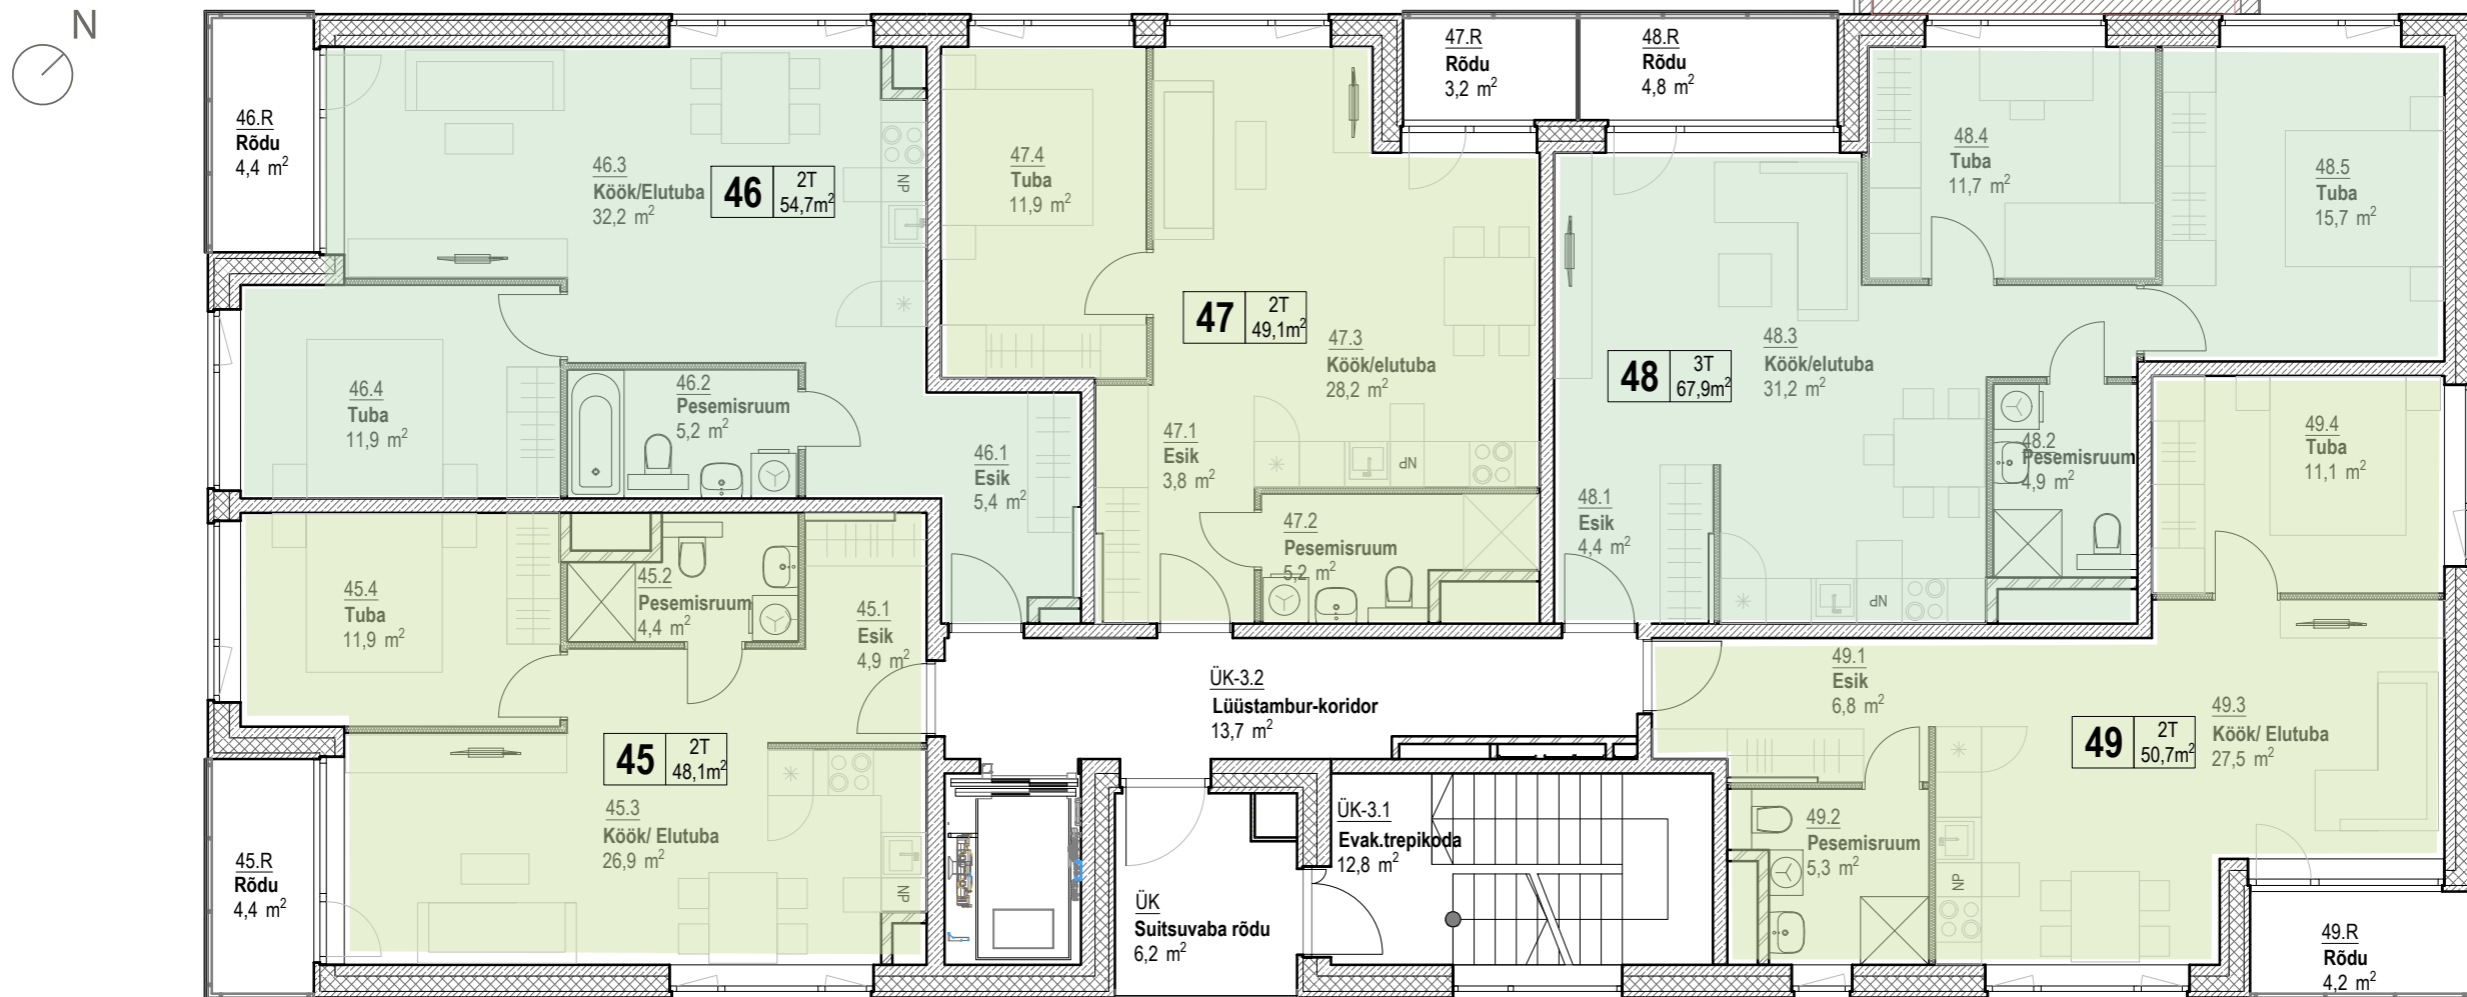 N
46.R
Rõdu
4,4 m²
46.3
Köök/Elutuba
32,2 m²
46
2T
54,7m²
NP
47.4
Tuba
11,9 m²
47.R
Rõdu
3,2 m²
48.R
Rõdu
4,8 m²
48.4
Tuba
11,7 m²
48.5
Tuba
15,7 m²
47
2T
49,1m²
47.3
Köök/elutuba
28,2 m²
48
3T
67,9m²
48.3
Köök/elutuba
31,2 m²
46.4
Tuba
11,9 m²
46.2
Pesemisruum
5,2 m²
46.1
Esik
5,4 m²
47.1
Esik
3,8 m²
NP
47.2
Pesemisruum
5,2 m²
48.1
Esik
4,4 m²
NP
48.2
Pesemisruum
4,9 m²
49.4
Tuba
11,1 m²
45.4
Tuba
11,9 m²
45.2
Pesemisruum
4,4 m²
45.1
Esik
4,9 m²
ÜK-3.2
Lüüstambur-koridor
13,7 m²
49.1
Esik
6,8 m²
49
2T
50,7m²
49.3
Köök/ Elutuba
27,5 m²
45
2T
48,1m²
45.3
Köök/ Elutuba
26,9 m²
NP
45.R
Rõdu
4,4 m²
ÜK
Suitsuvaba rõdu
6,2 m²
ÜK-3.1
Evak.trepikoda
12,8 m²
49.2
Pesemisruum
5,3 m²
NP
49.R
Rõdu
4,2 m²